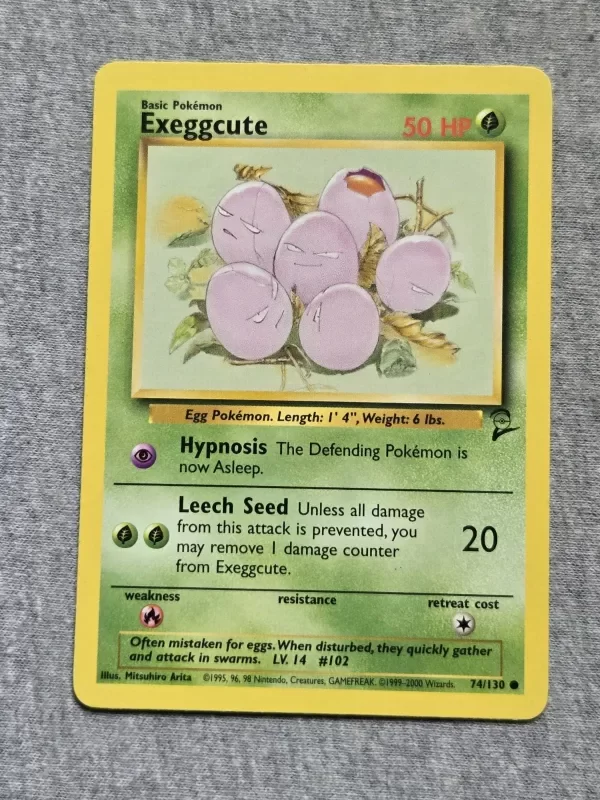 Basic Pokémon
Exeggcute
50 HP
Egg Pokémon. Length: 1' 4", Weight: 6 lbs.
Hypnosis The Defending Pokémon is
now Asleep.
Leech Seed Unless all damage
from this attack is prevented, you
may remove 1 damage counter
from Exeggcute.
20
weakness
resistance
retreat cost
Often mistaken for eggs. When disturbed, they quickly gather
and attack in swarms. LV. 14 #102
Illus. Mitsuhiro Arita ©1995, 96, 98 Nintendo, Creatures, GAMEFREAK. ©1999-2000 Wizards. 74/130